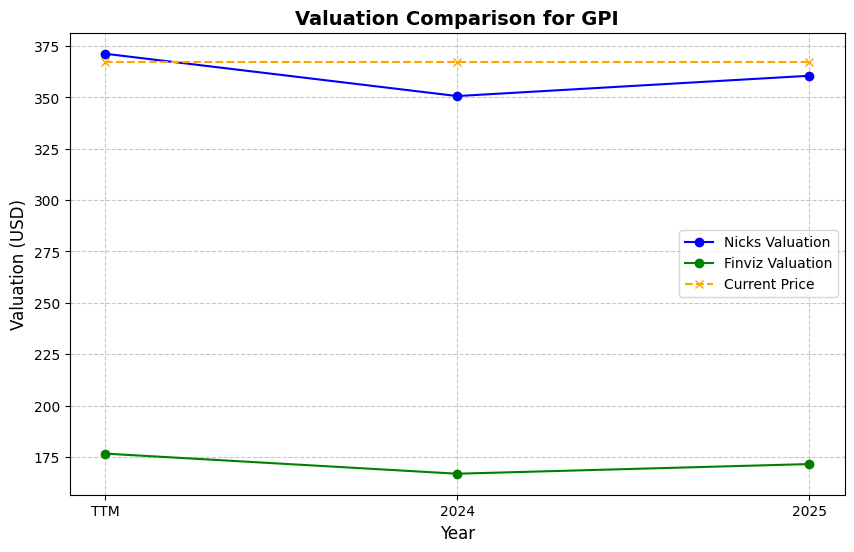 Valuation Comparison for GPI
Valuation (USD)
375
350
325
300
275
250
225
200
175
Nicks Valuation
Finviz Valuation
Current Price
TTM
2024
2025
Year